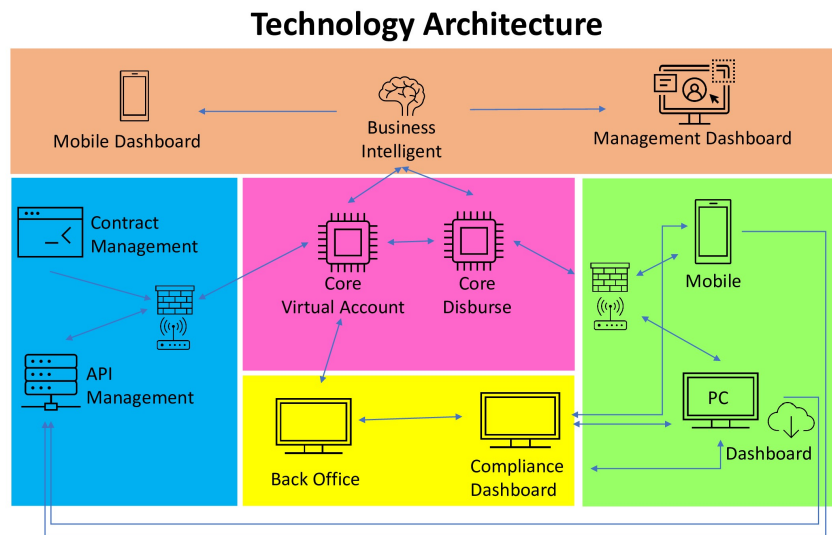 Technology Architecture
Mobile Dashboard
Business
Intelligent
Management Dashboard
Contract
Management
API
Management
Core
Virtual Account
Core
Disburse
Back Office
Compliance
Dashboard
Mobile
PC
Dashboard